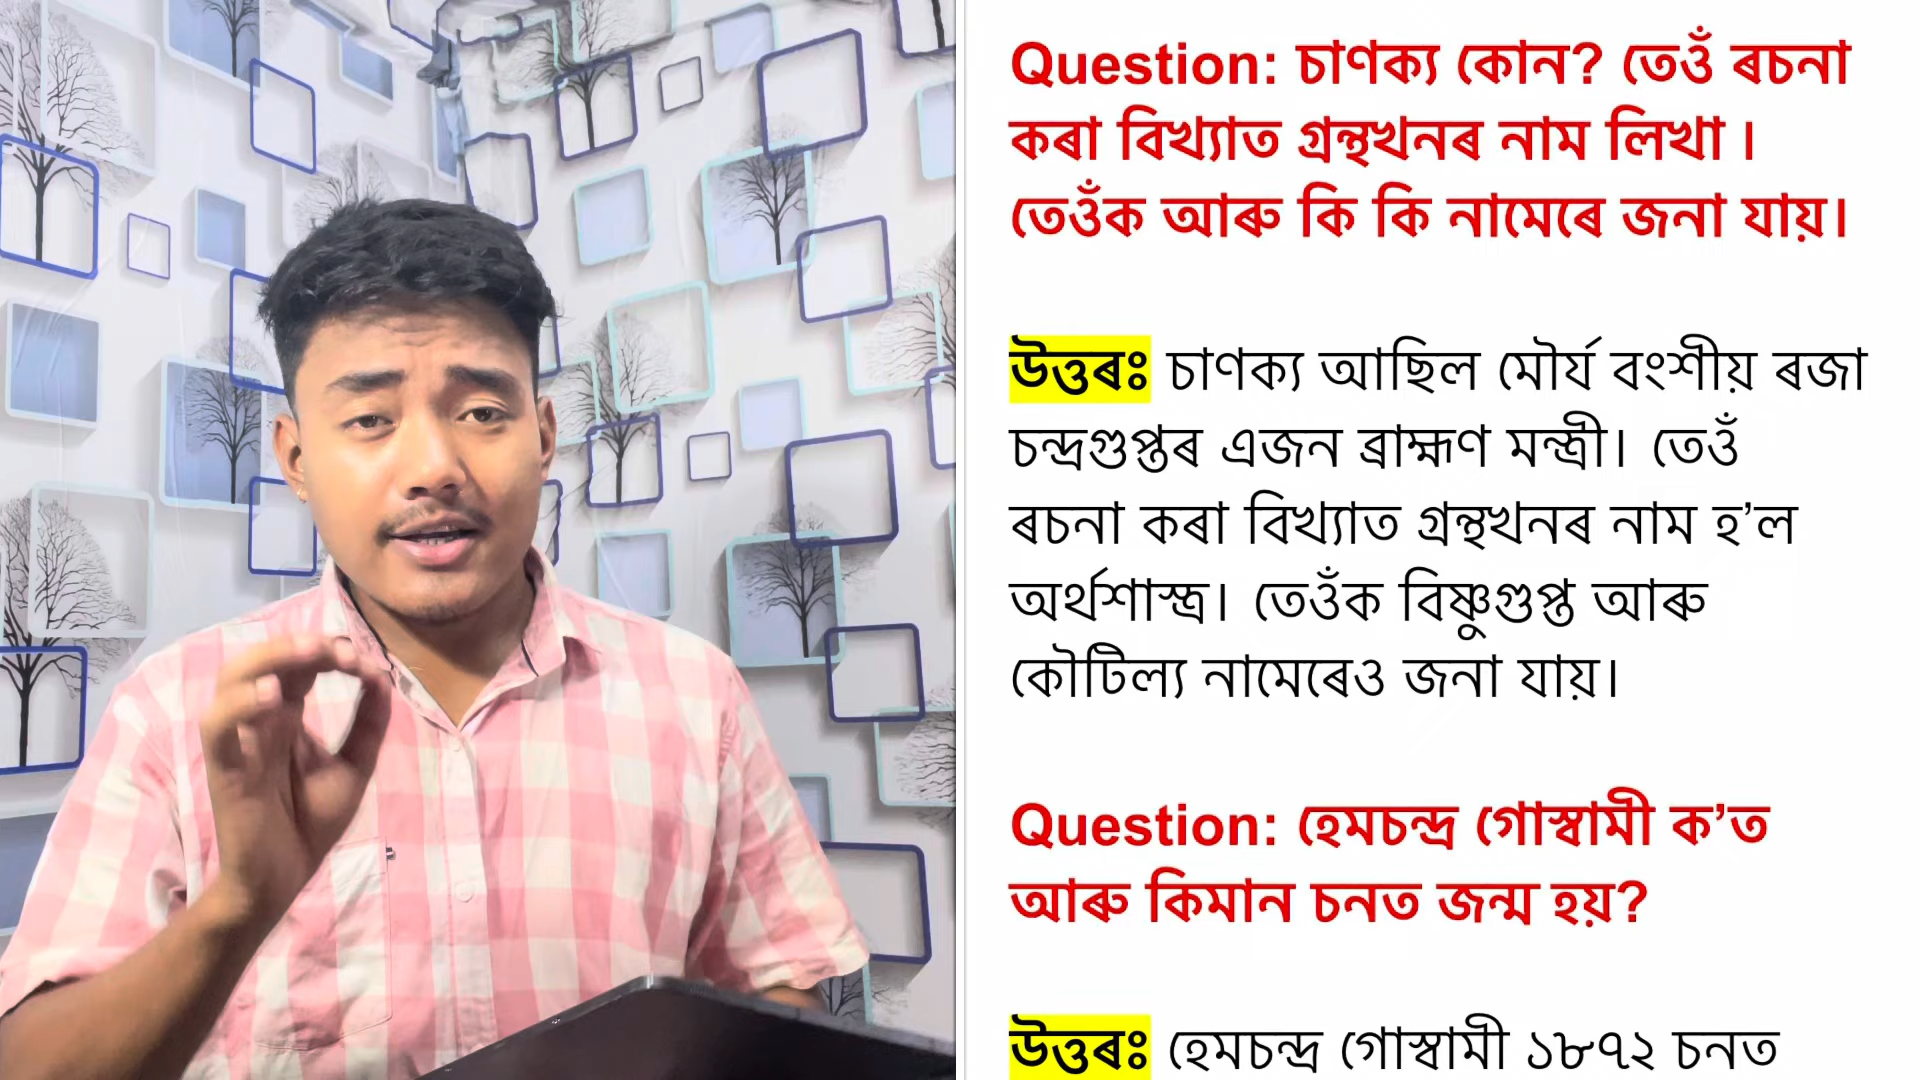 Question: চাণক্য কোন? তেওঁ ৰচনা
কৰা বিখ্যাত গ্ৰন্থখনৰ নাম লিখা ।
তেওঁক আৰু কি কি নামেৰে জনা যায়।
উত্তৰঃ চাণক্য আছিল মৌৰ্য বংশীয় ৰজা
চন্দ্ৰগুপ্তৰ এজন ব্ৰাহ্মণ মন্ত্ৰী। তেওঁ
ৰচনা কৰা বিখ্যাত গ্ৰন্থখনৰ নাম হ’ল
অৰ্থশাস্ত্ৰ। তেওঁক বিষ্ণুগুপ্ত আৰু
কৌটিল্য নামেৰেও জনা যায়।
Question: হেমচন্দ্ৰ গোস্বামী ক’ত
আৰু কিমান চনত জন্ম হয়?
উত্তৰঃ হেমচন্দ্ৰ গোস্বামী ১৮৭২ চনত